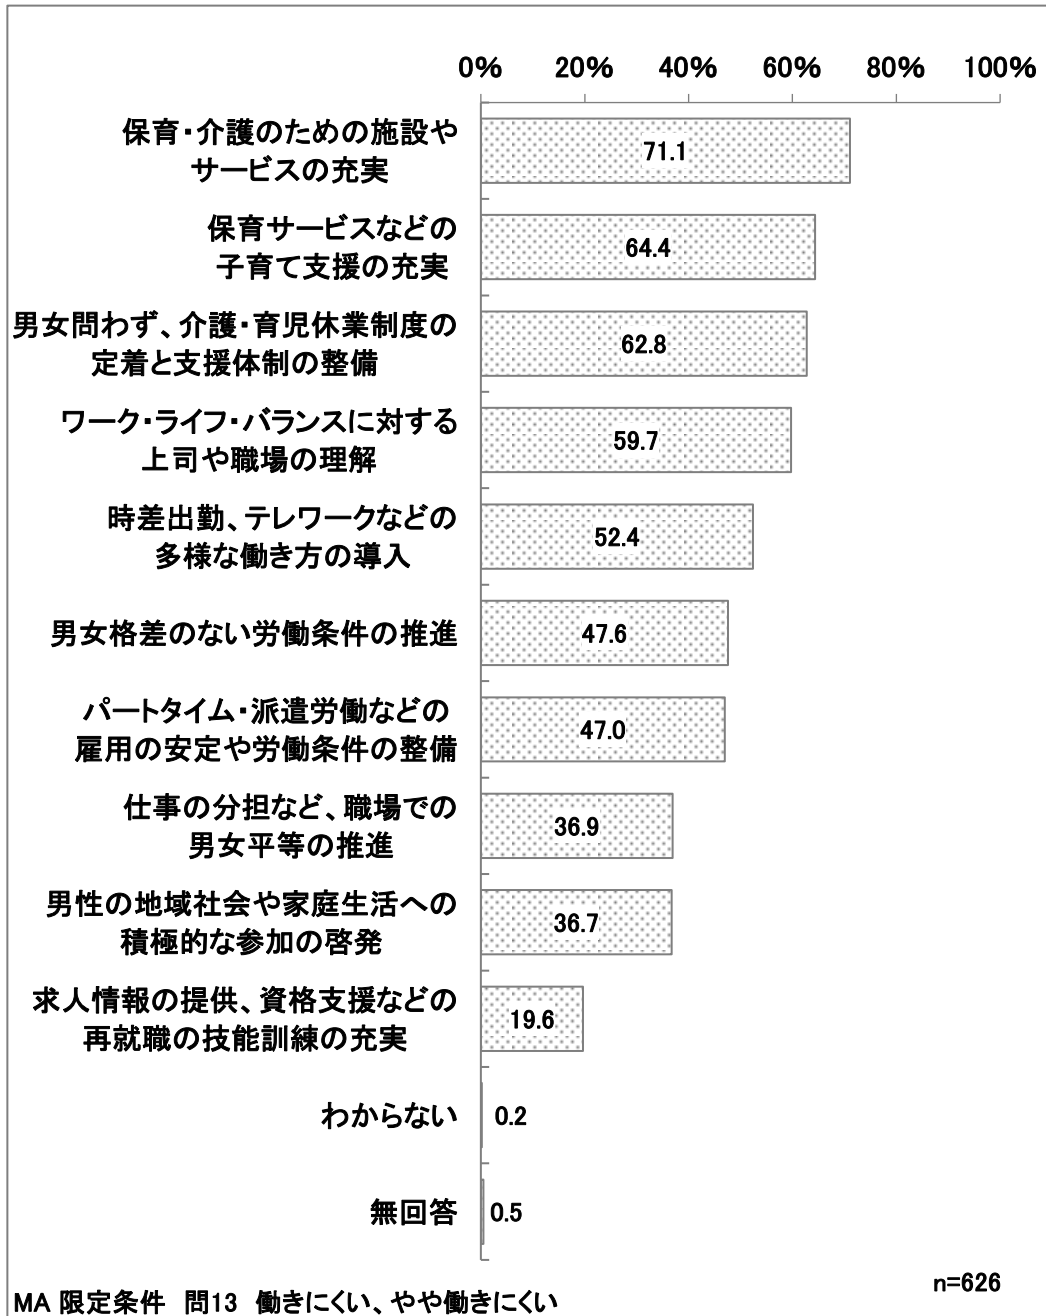 0% 20% 40% 60% 80% 100%
保育・介護のための施設や
サービスの充実
71.1
保育サービスなどの
子育て支援の充実
64.4
男女問わず、介護・育児休業制度の
定着と支援体制の整備
62.8
ワーク・ライフ・バランスに対する
上司や職場の理解
59.7
時差出勤、テレワークなどの
多様な働き方の導入
52.4
男女格差のない労働条件の推進
47.6
パートタイム・派遣労働などの
雇用の安定や労働条件の整備
47.0
仕事の分担など、職場での
男女平等の推進
36.9
男性の地域社会や家庭生活への
積極的な参加の啓発
36.7
求人情報の提供、資格支援などの
再就職の技能訓練の充実
19.6
わからない
0.2
無回答
0.5
n=626
MA 限定条件 問13 働きにくい、やや働きにくい